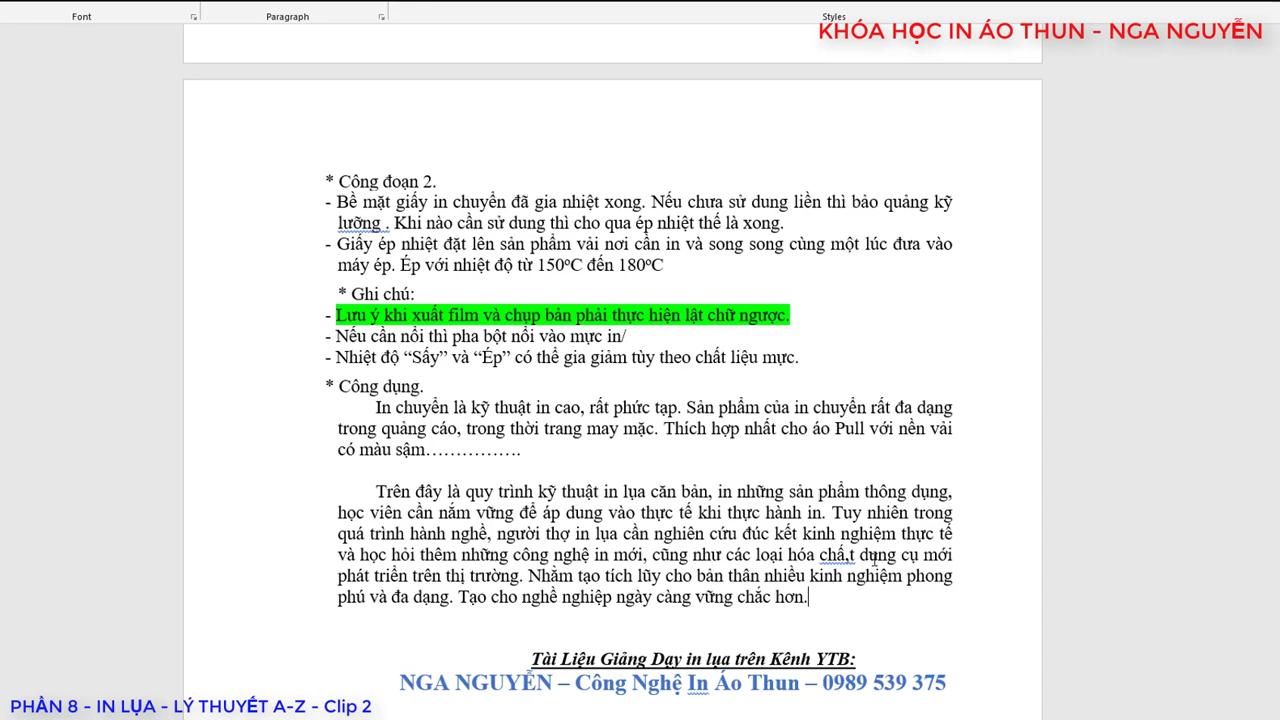 Font
Paragraph
Styles
KHÓA HỌC IN ÁO THUN - NGA NGUYỄN
* Công đoạn 2.
- Bề mặt giấy in chuyển đã gia nhiệt xong. Nếu chưa sử dung liền thì bảo quảng kỹ
lưỡng . Khi nào cần sử dung thì cho qua ép nhiệt thế là xong.
- Giấy ép nhiệt đặt lên sản phẩm vải nơi cần in và song song cùng một lúc đưa vào
máy ép. Ép với nhiệt độ từ 150ºC đến 180ºC
* Ghi chú:
- Lưu ý khi xuất film và chụp bản phải thực hiện lật chữ ngược.
- Nếu cần nổi thì pha bột nổi vào mực in/
- Nhiệt độ “Sấy” và “Ép” có thể gia giảm tùy theo chất liệu mực.
* Công dụng.
In chuyển là kỹ thuật in cao, rất phức tạp. Sản phẩm của in chuyển rất đa dạng
trong quảng cáo, trong thời trang may mặc. Thích hợp nhất cho áo Pull với nền vải
có màu sậm…………….
Trên đây là quy trình kỹ thuật in lụa căn bản, in những sản phẩm thông dụng,
học viên cần nắm vững để áp dung vào thực tế khi thực hành in. Tuy nhiên trong
quá trình hành nghề, người thợ in lụa cần nghiên cứu đúc kết kinh nghiệm thực tế
và học hỏi thêm những công nghệ in mới, cũng như các loại hóa chấ,t dụng cụ mới
phát triển trên thị trường. Nhằm tạo tích lũy cho bản thân nhiều kinh nghiệm phong
phú và đa dạng. Tạo cho nghề nghiệp ngày càng vững chắc hơn.
Tài Liệu Giảng Dạy in lụa trên Kênh YTB:
NGA NGUYỄN – Công Nghệ In Áo Thun – 0989 539 375
PHẦN 8 - IN LỤA - LÝ THUYẾT A-Z - Clip 2